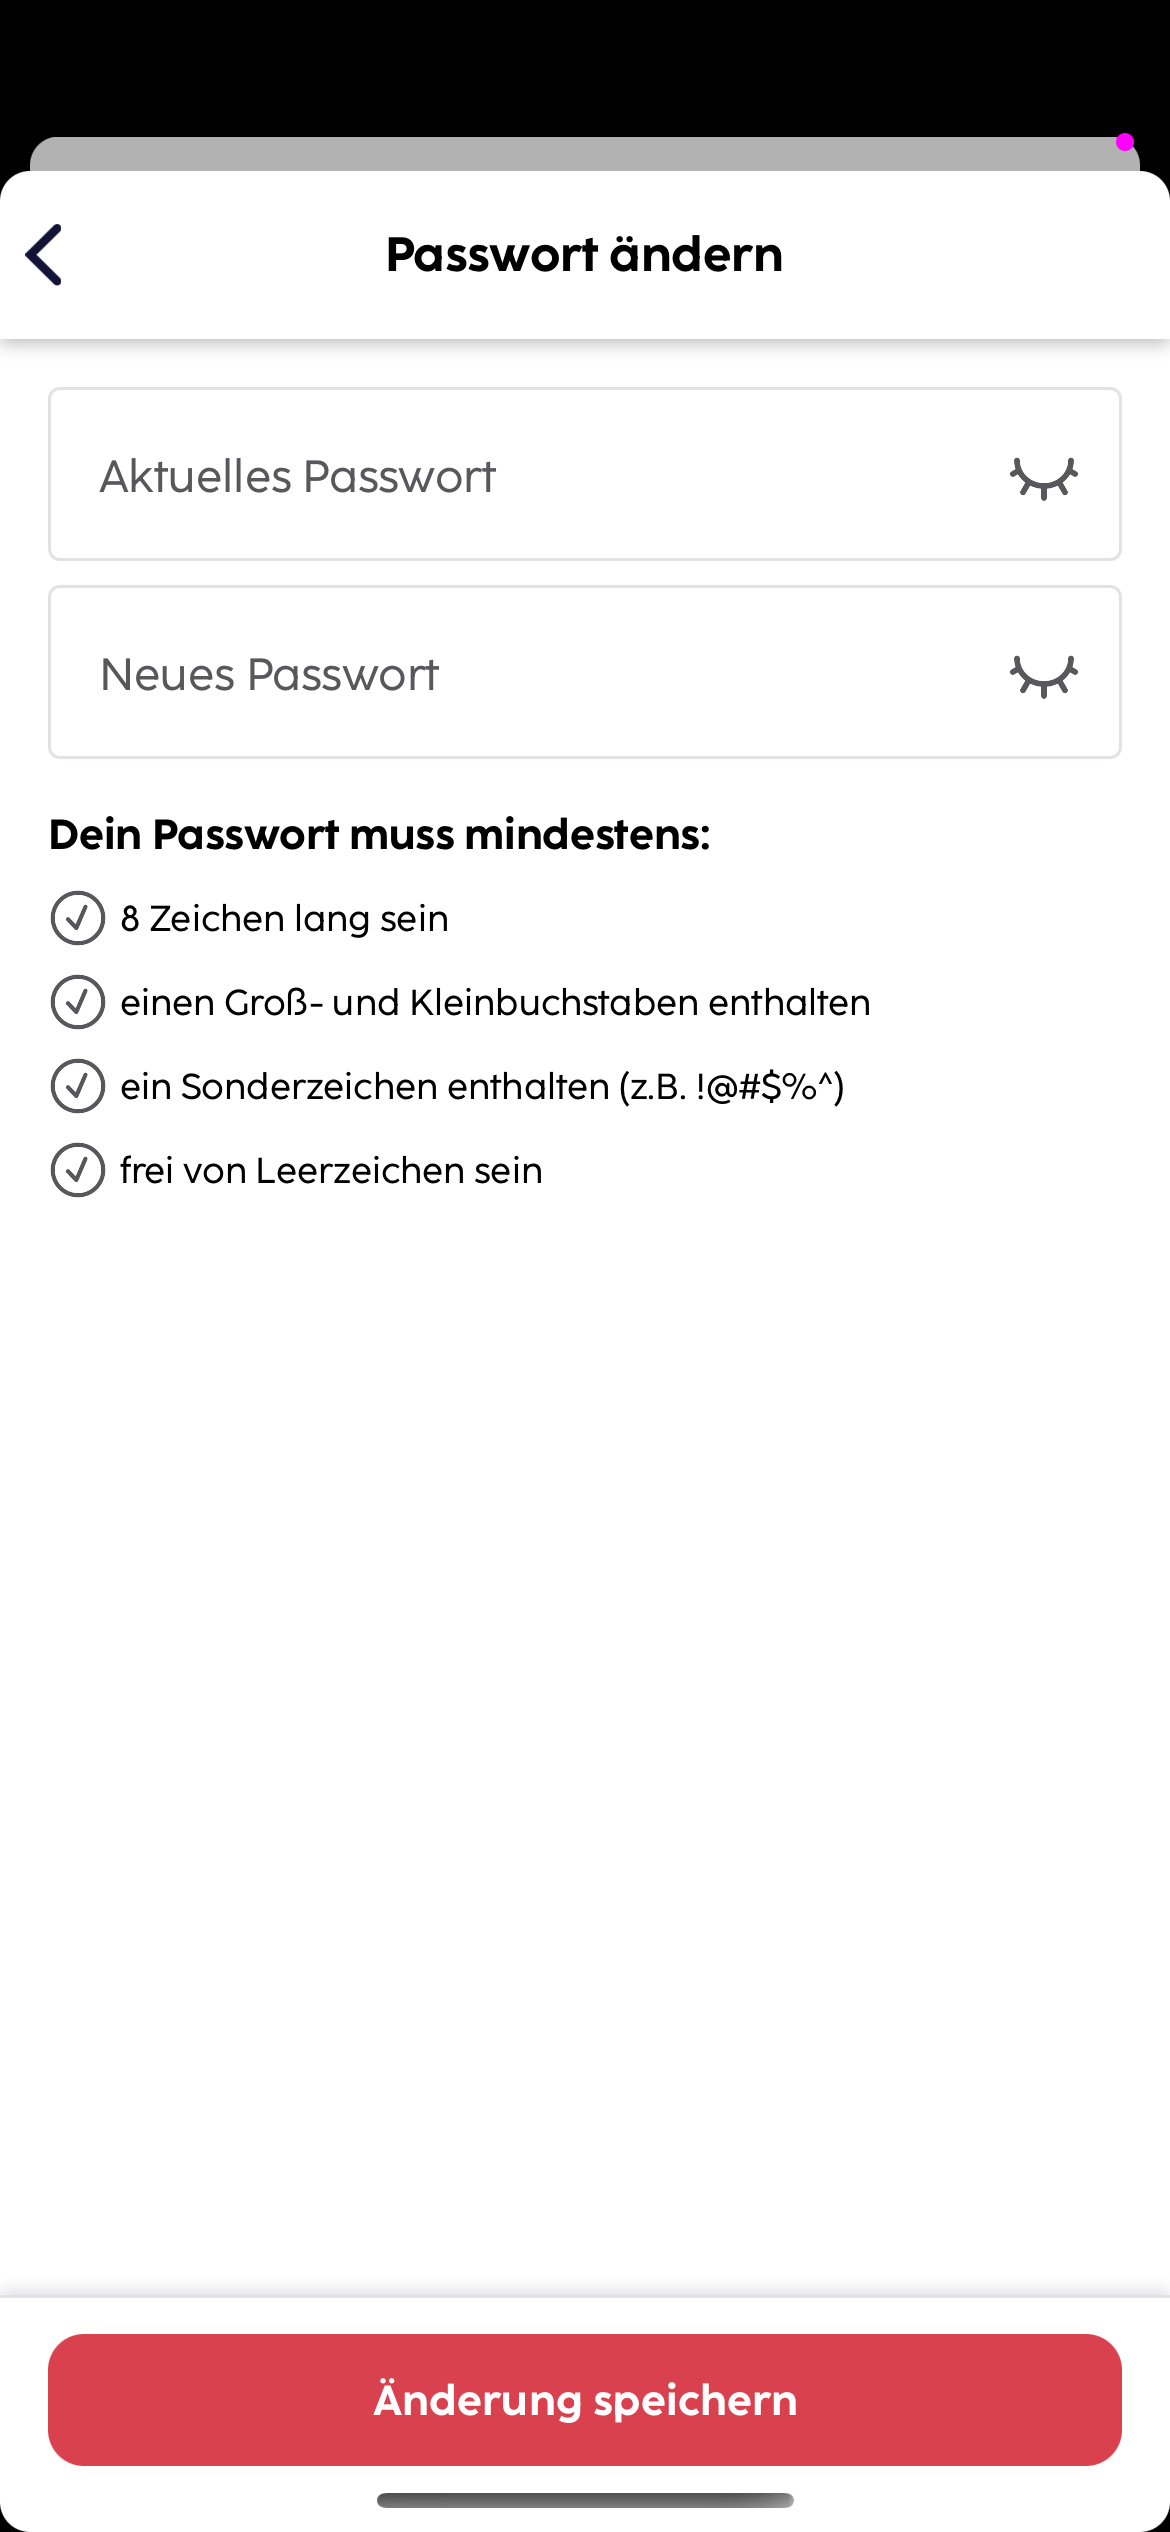 Passwort ändern
Aktuelles Passwort
Neues Passwort
Dein Passwort muss mindestens:
8 Zeichen lang sein
einen Groß- und Kleinbuchstaben enthalten
ein Sonderzeichen enthalten (z.B. !@#$%^)
frei von Leerzeichen sein
Änderung speichern